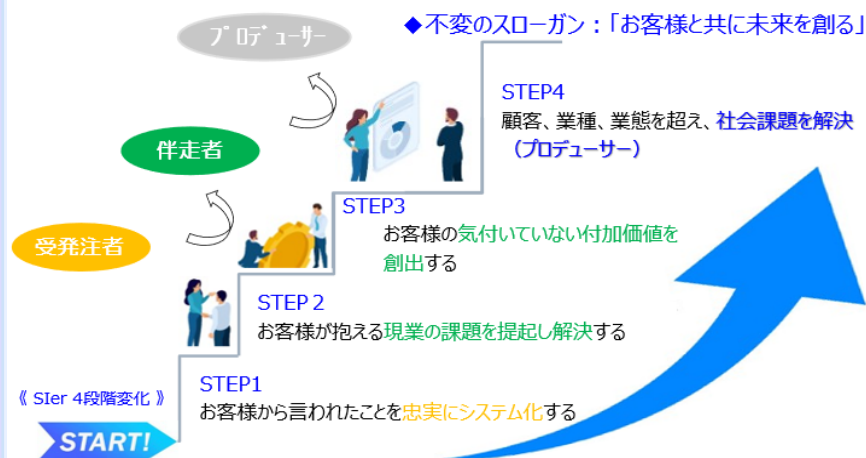 ◆不変のスローガン：「お客様と共に未来を創る」
プロデューサー
STEP4
顧客、業種、業態を超え、社会課題を解決
（プロデューサー）
伴走者
STEP3
お客様の気付いていない付加価値を
創出する
受発注者
STEP２
お客様が抱える現業の課題を提起し解決する
STEP1
お客様から言われたことを忠実にシステム化する
《 SIer 4段階変化 》
START!